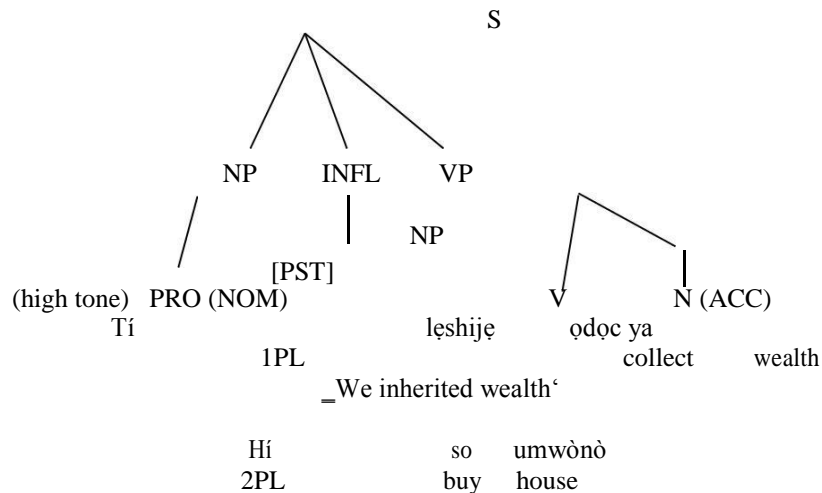 S
NP INFL VP
NP
[PST]
(high tone) PRO (NOM) V N (ACC)
Tí lẹshijẹ ọdọc ya
1PL collect wealth
‗We inherited wealth‘
Hí so umwònò
2PL buy house